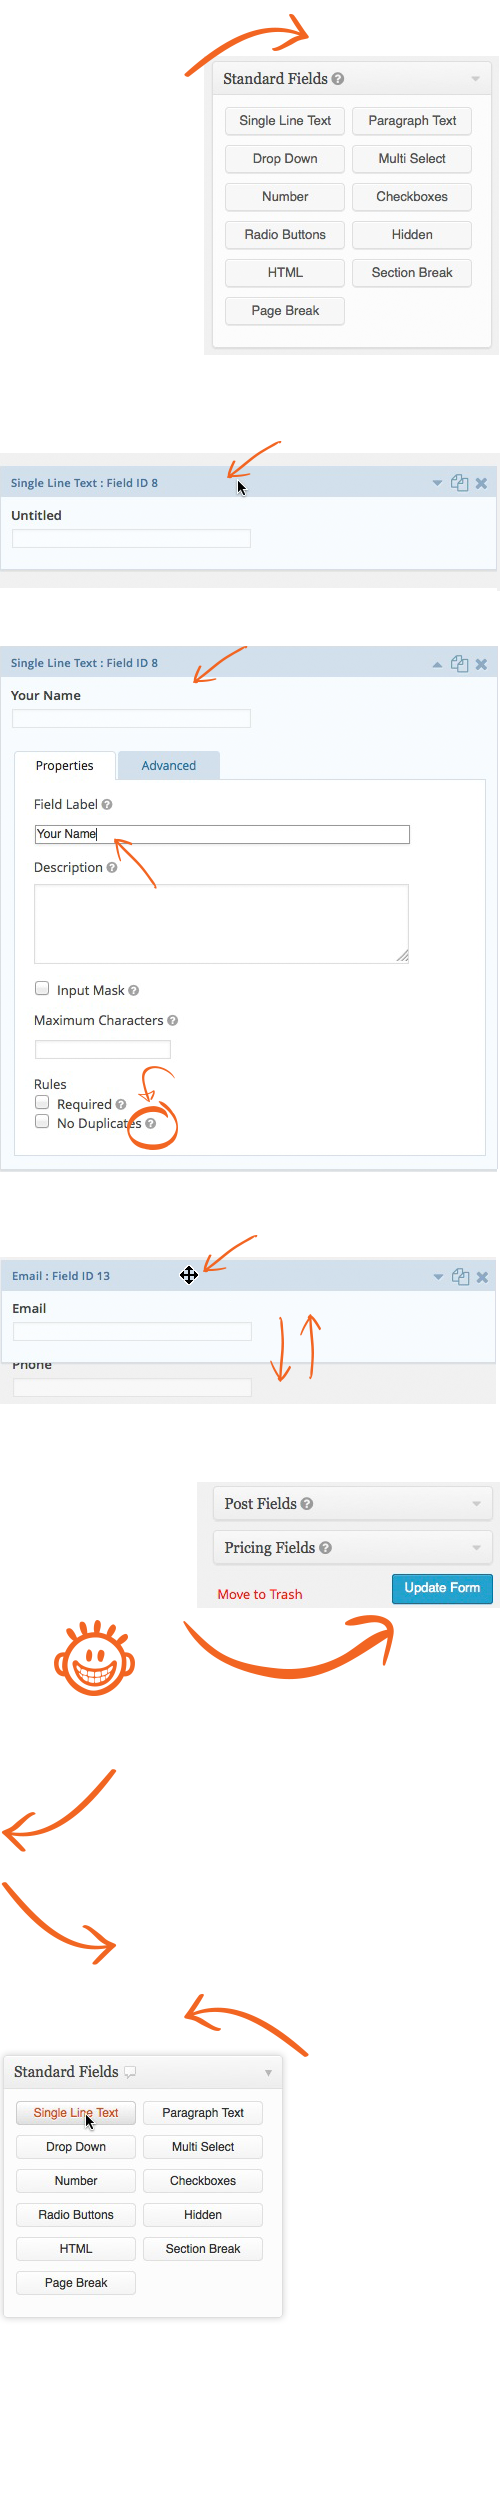 Standard Fields ?
Single Line Text Paragraph Text
Drop Down Multi Select
Number Checkboxes
Radio Buttons Hidden
HTML Section Break
Page Break
Single Line Text : Field ID 8
Untitled
Single Line Text : Field ID 8
Your Name
Properties Advanced
Field Label ?
Your Name
Description ?
Input Mask ?
Maximum Characters ?
Rules
Required ?
No Duplicates ?
Email : Field ID 13
Email
Phone
Post Fields ?
Pricing Fields ?
Move to Trash Update Form
Standard Fields
Single Line Text Paragraph Text
Drop Down Multi Select
Number Checkboxes
Radio Buttons Hidden
HTML Section Break
Page Break